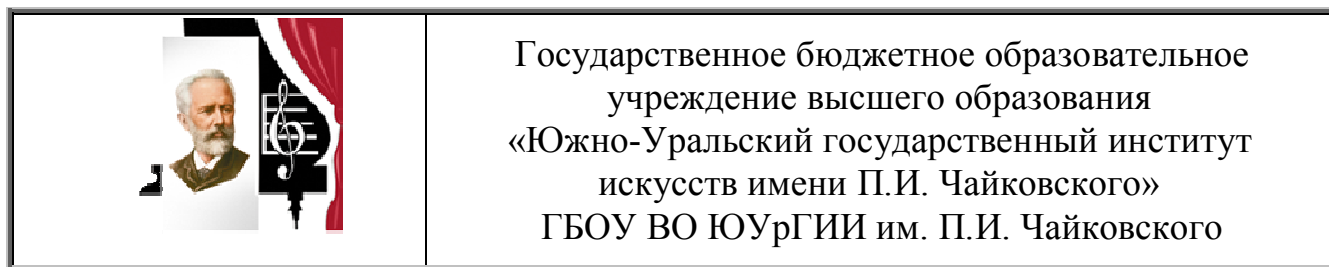 Государственное бюджетное образовательное
учреждение высшего образования
«Южно-Уральский государственный институт
искусств имени П.И. Чайковского»
ГБОУ ВО ЮУрГИИ им. П.И. Чайковского